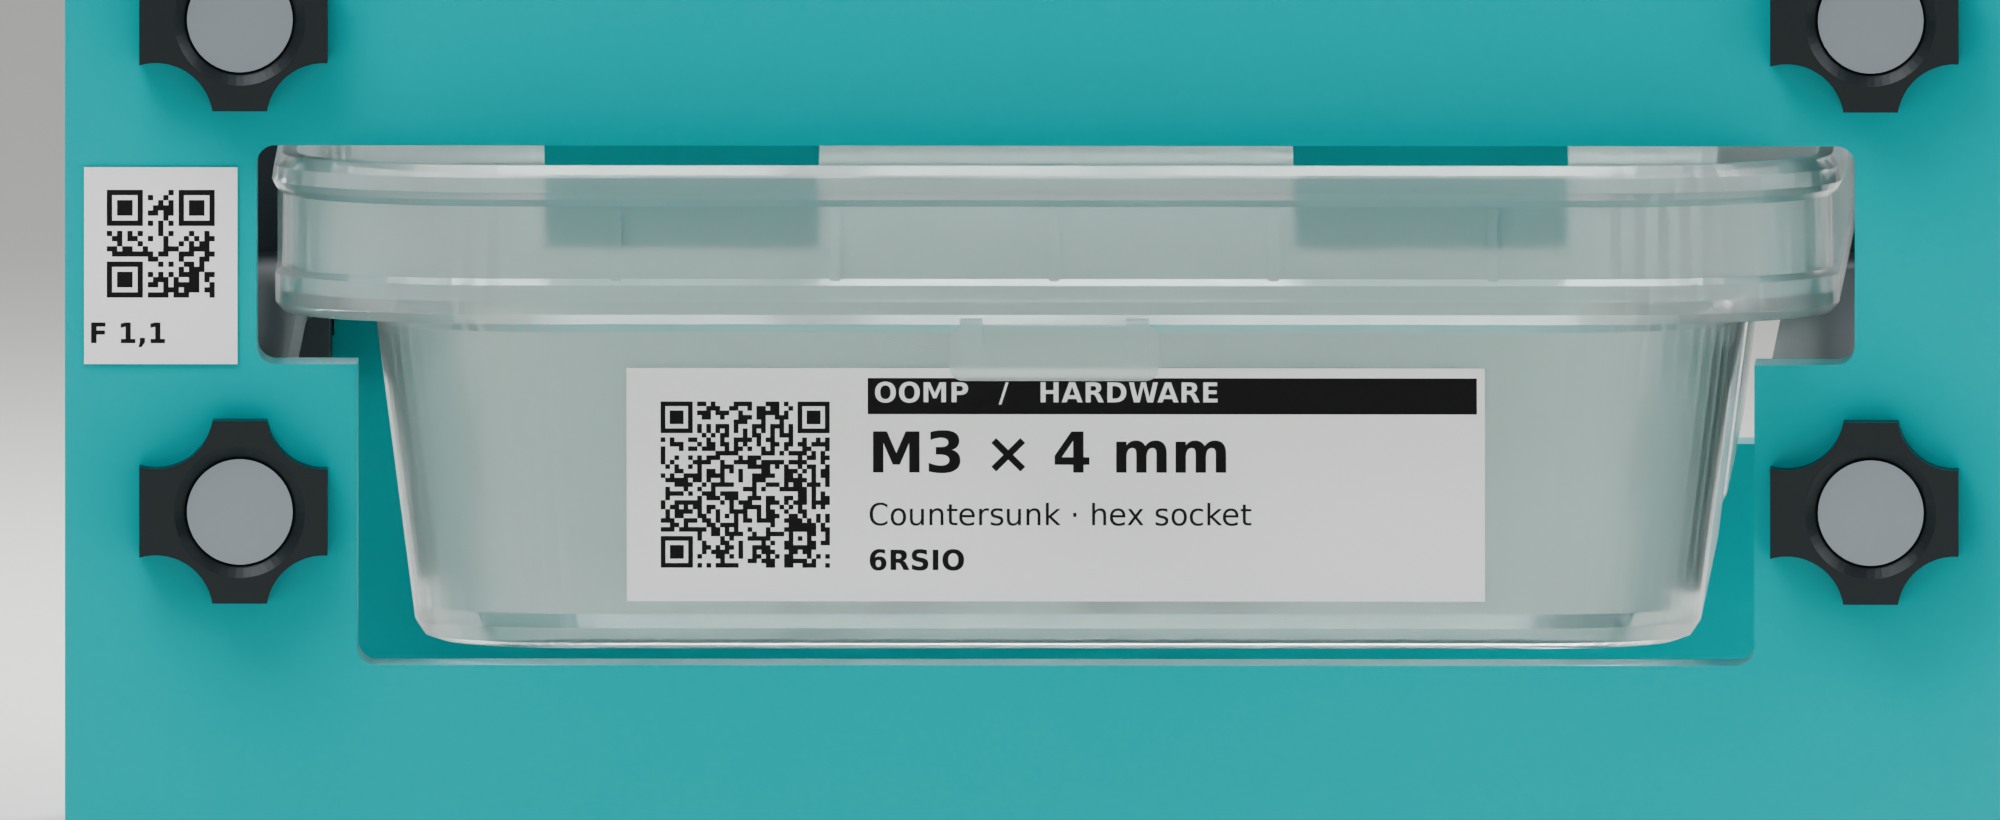 F 1,1
OOMP / HARDWARE
M3 × 4 mm
Countersunk · hex socket
6RSIO